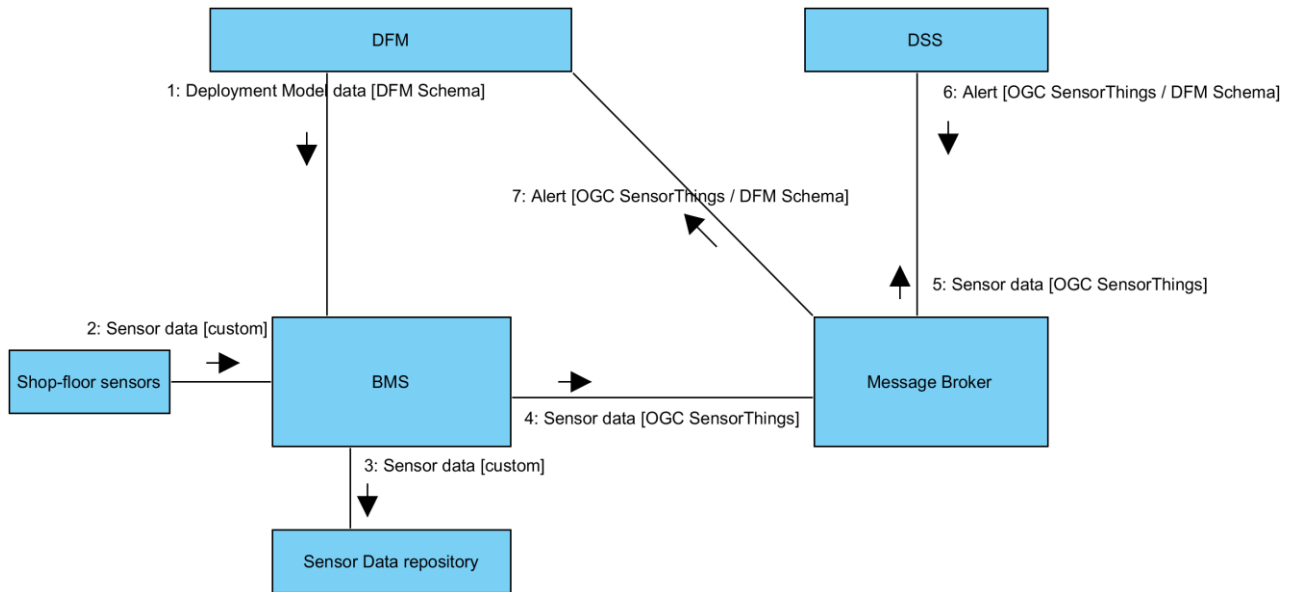 DFM
DSS
1: Deployment Model data [DFM Schema]
6: Alert [OGC SensorThings / DFM Schema]
7: Alert [OGC SensorThings / DFM Schema]
5: Sensor data [OGC SensorThings]
2: Sensor data [custom]
Shop-floor sensors
BMS
Message Broker
4: Sensor data [OGC SensorThings]
3: Sensor data [custom]
Sensor Data repository